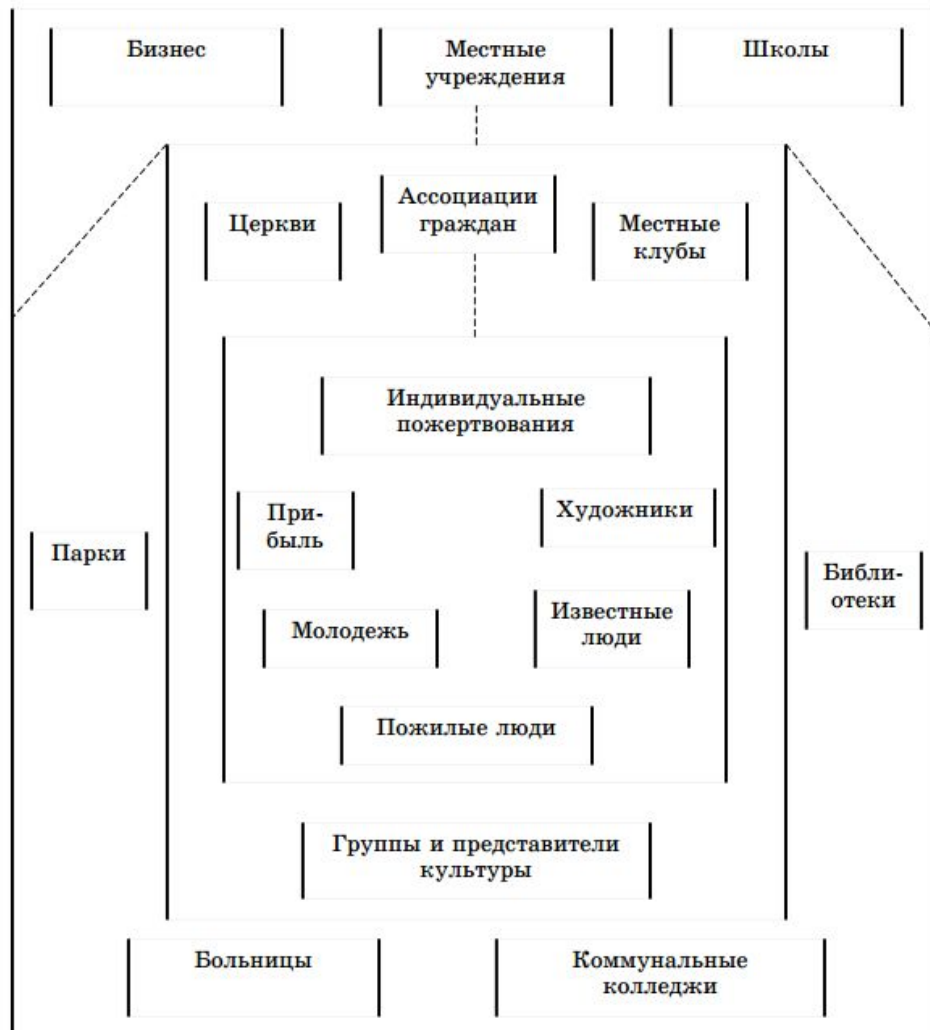 Бизнес
Местные
учреждения
Школы
Церкви
Ассоциации
граждан
Местные
клубы
Индивидуальные
пожертвования
При-
быль
Художники
Парки
Библи-
отеки
Молодежь
Известные
люди
Пожилые люди
Группы и представители
культуры
Больницы
Коммунальные
колледжи